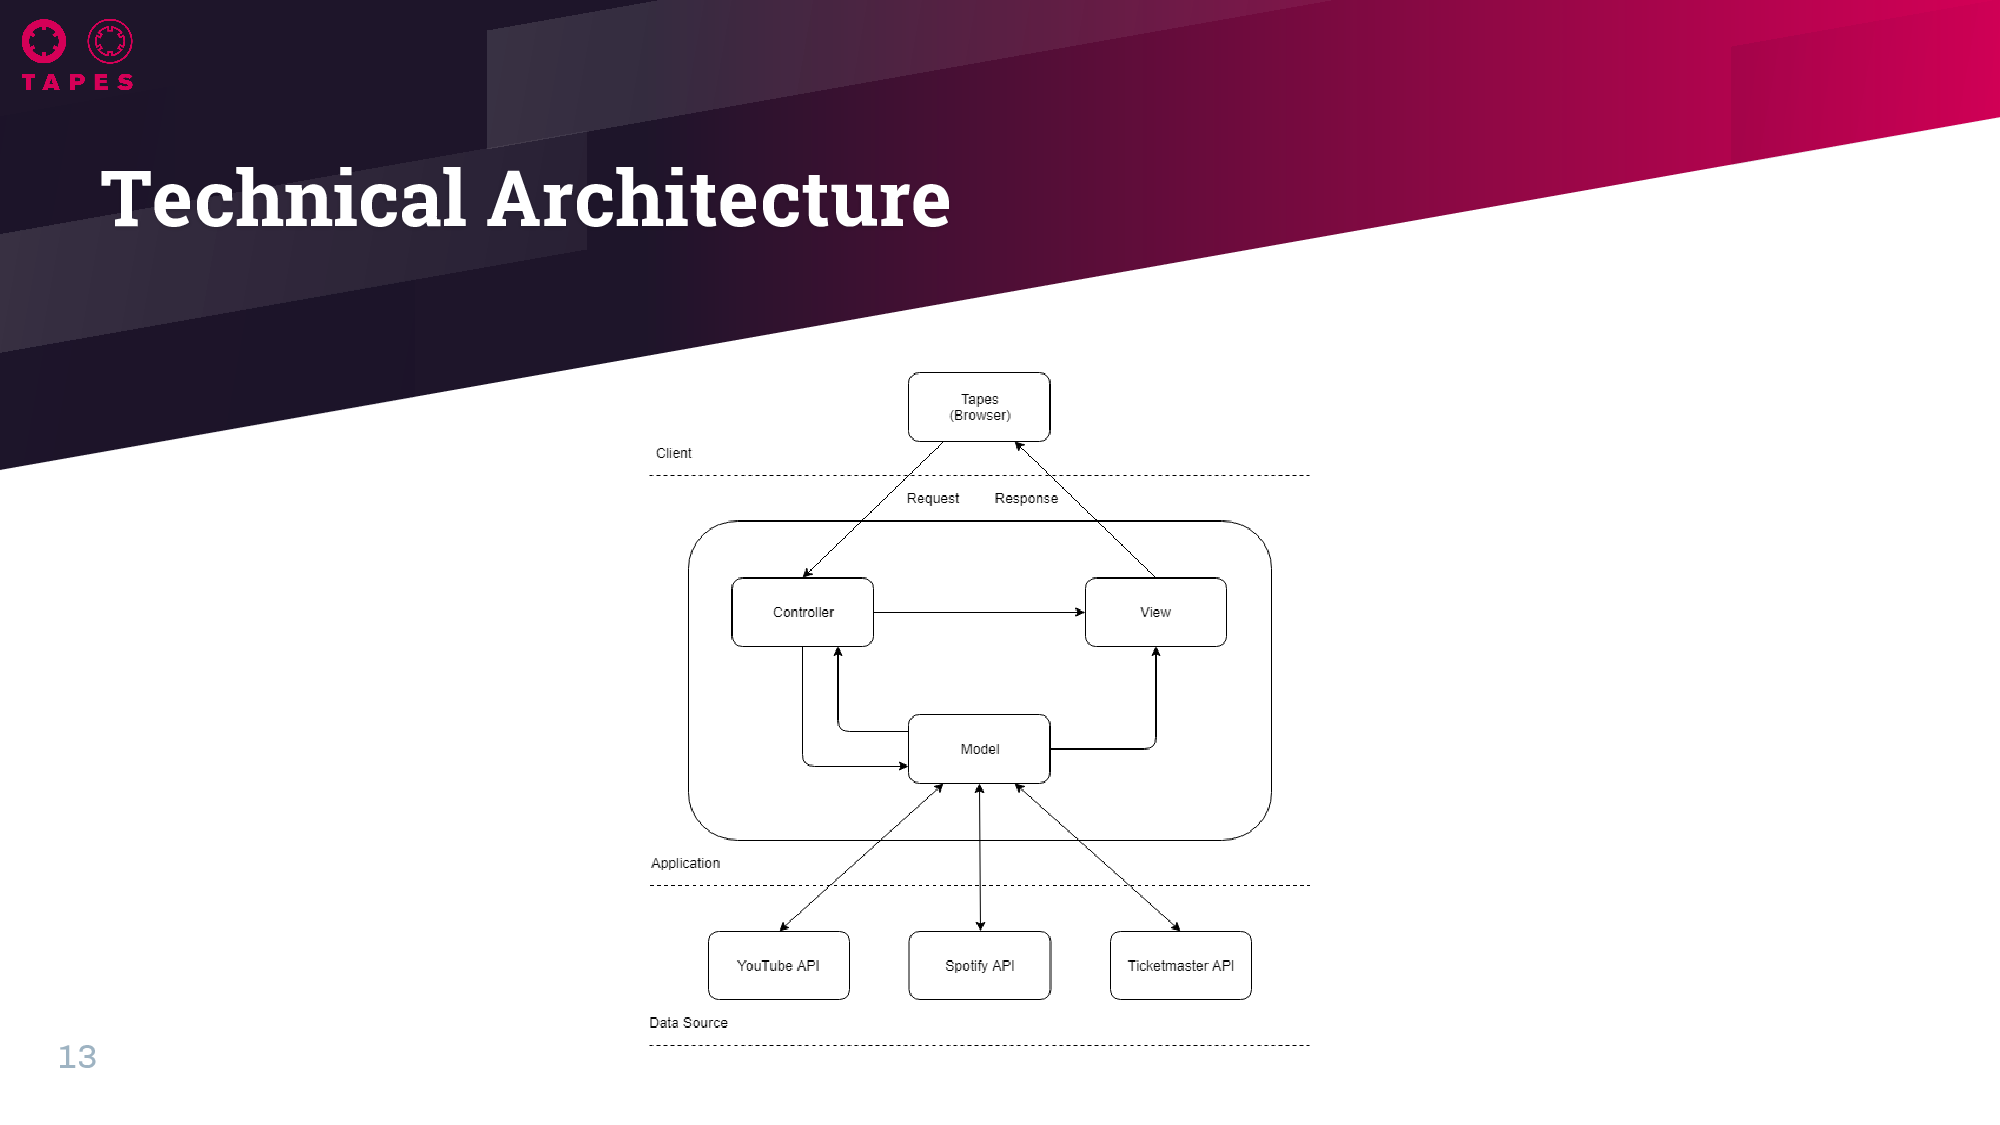 TAPES
Technical Architecture
Tapes
(Browser)
Client
Request
Response
Controller
View
Model
Application
YouTube API
Spotify API
Ticketmaster API
Data Source
13